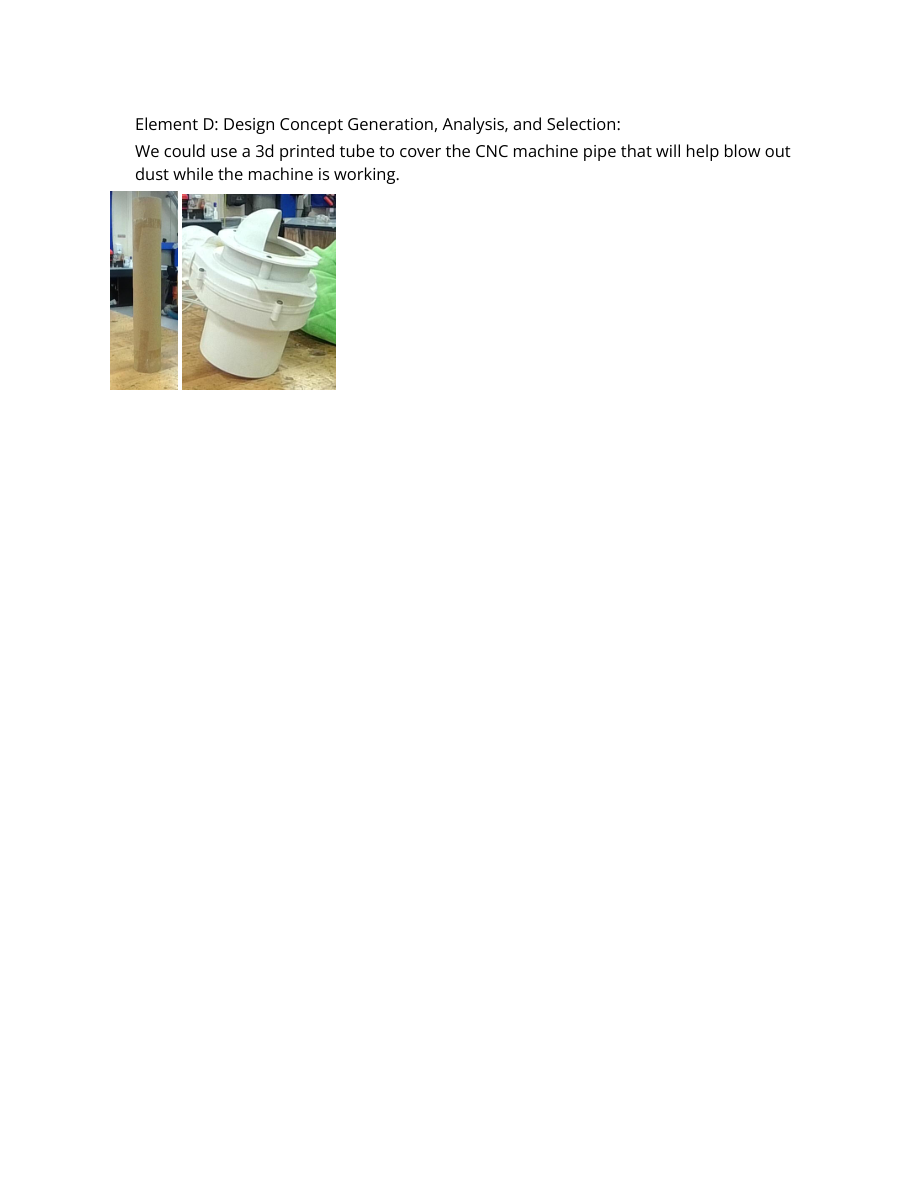 Element D: Design Concept Generation, Analysis, and Selection:
We could use a 3d printed tube to cover the CNC machine pipe that will help blow out
dust while the machine is working.